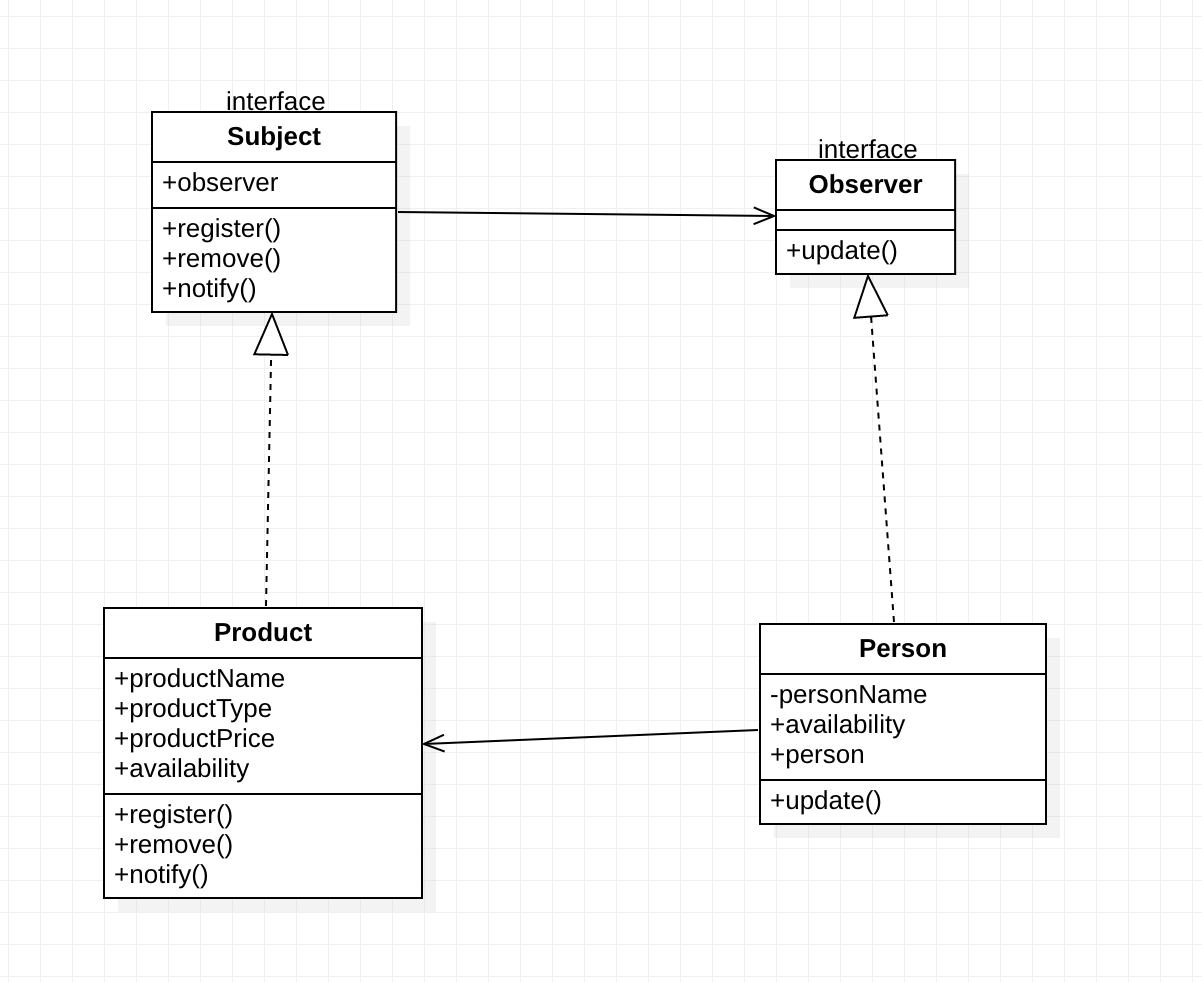 interface
Subject
+observer
+register()
+remove()
+notify()
interface
Observer
+update()
Product
+productName
+productType
+productPrice
+availability
+register()
+remove()
+notify()
Person
-personName
+availability
+person
+update()